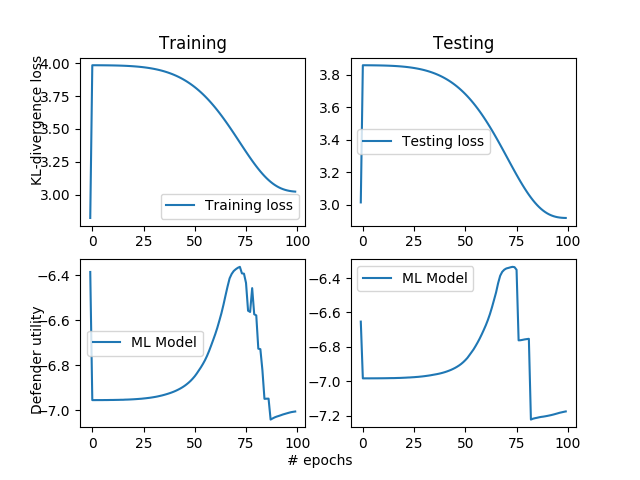 Training
Testing
KL-divergence loss
4.00
3.75
3.50
3.25
3.00
Training loss
0 25 50 75 100
3.8
3.6
3.4
3.2
3.0
Testing loss
0 25 50 75 100
Defender utility
−6.4
−6.6
−6.8
−7.0
ML Model
0 25 50 75 100
−6.4
−6.6
−6.8
−7.0
−7.2
ML Model
0 25 50 75 100
# epochs